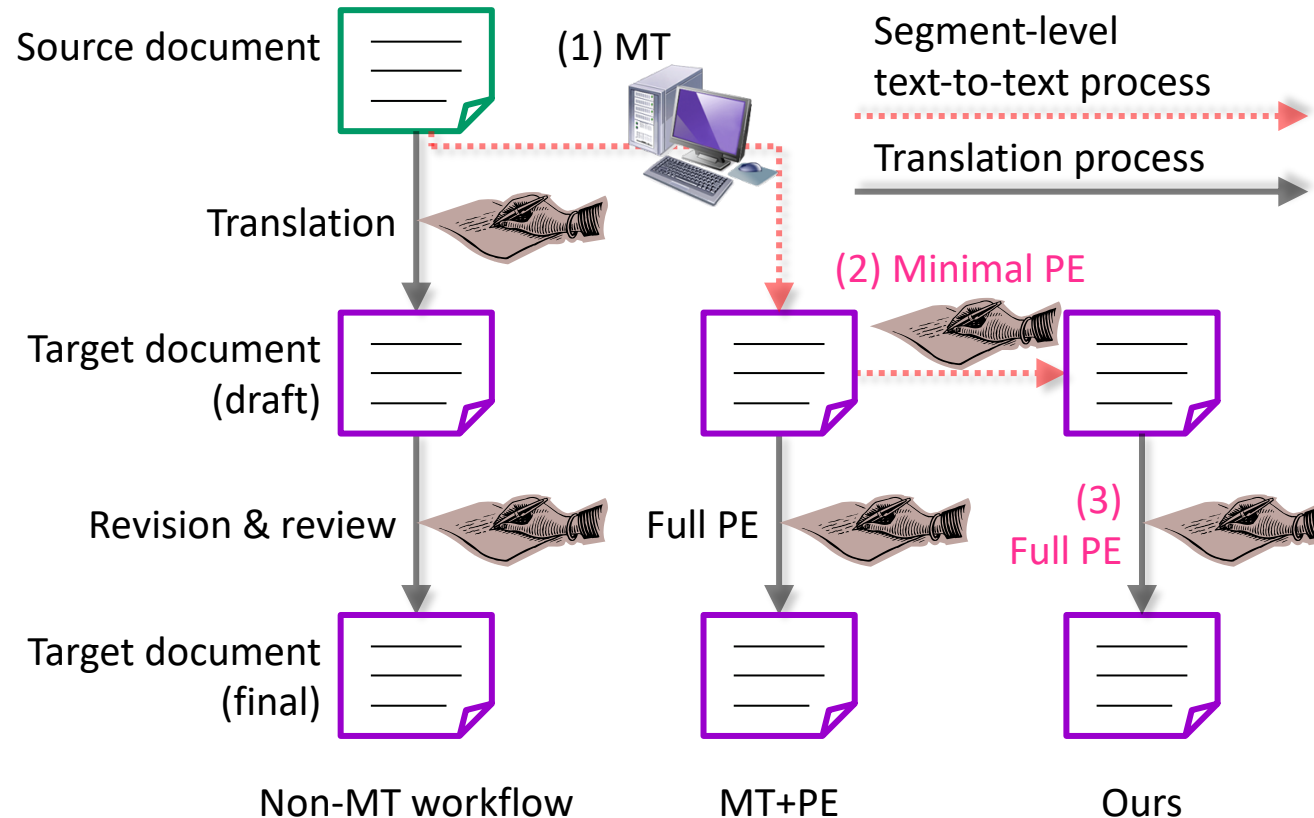 Source document
(1) MT
Segment-level
text-to-text process
Translation process
Translation
(2) Minimal PE
Target document
(draft)
Revision & review
Full PE
(3)
Full PE
Target document
(final)
Non-MT workflow
MT+PE
Ours